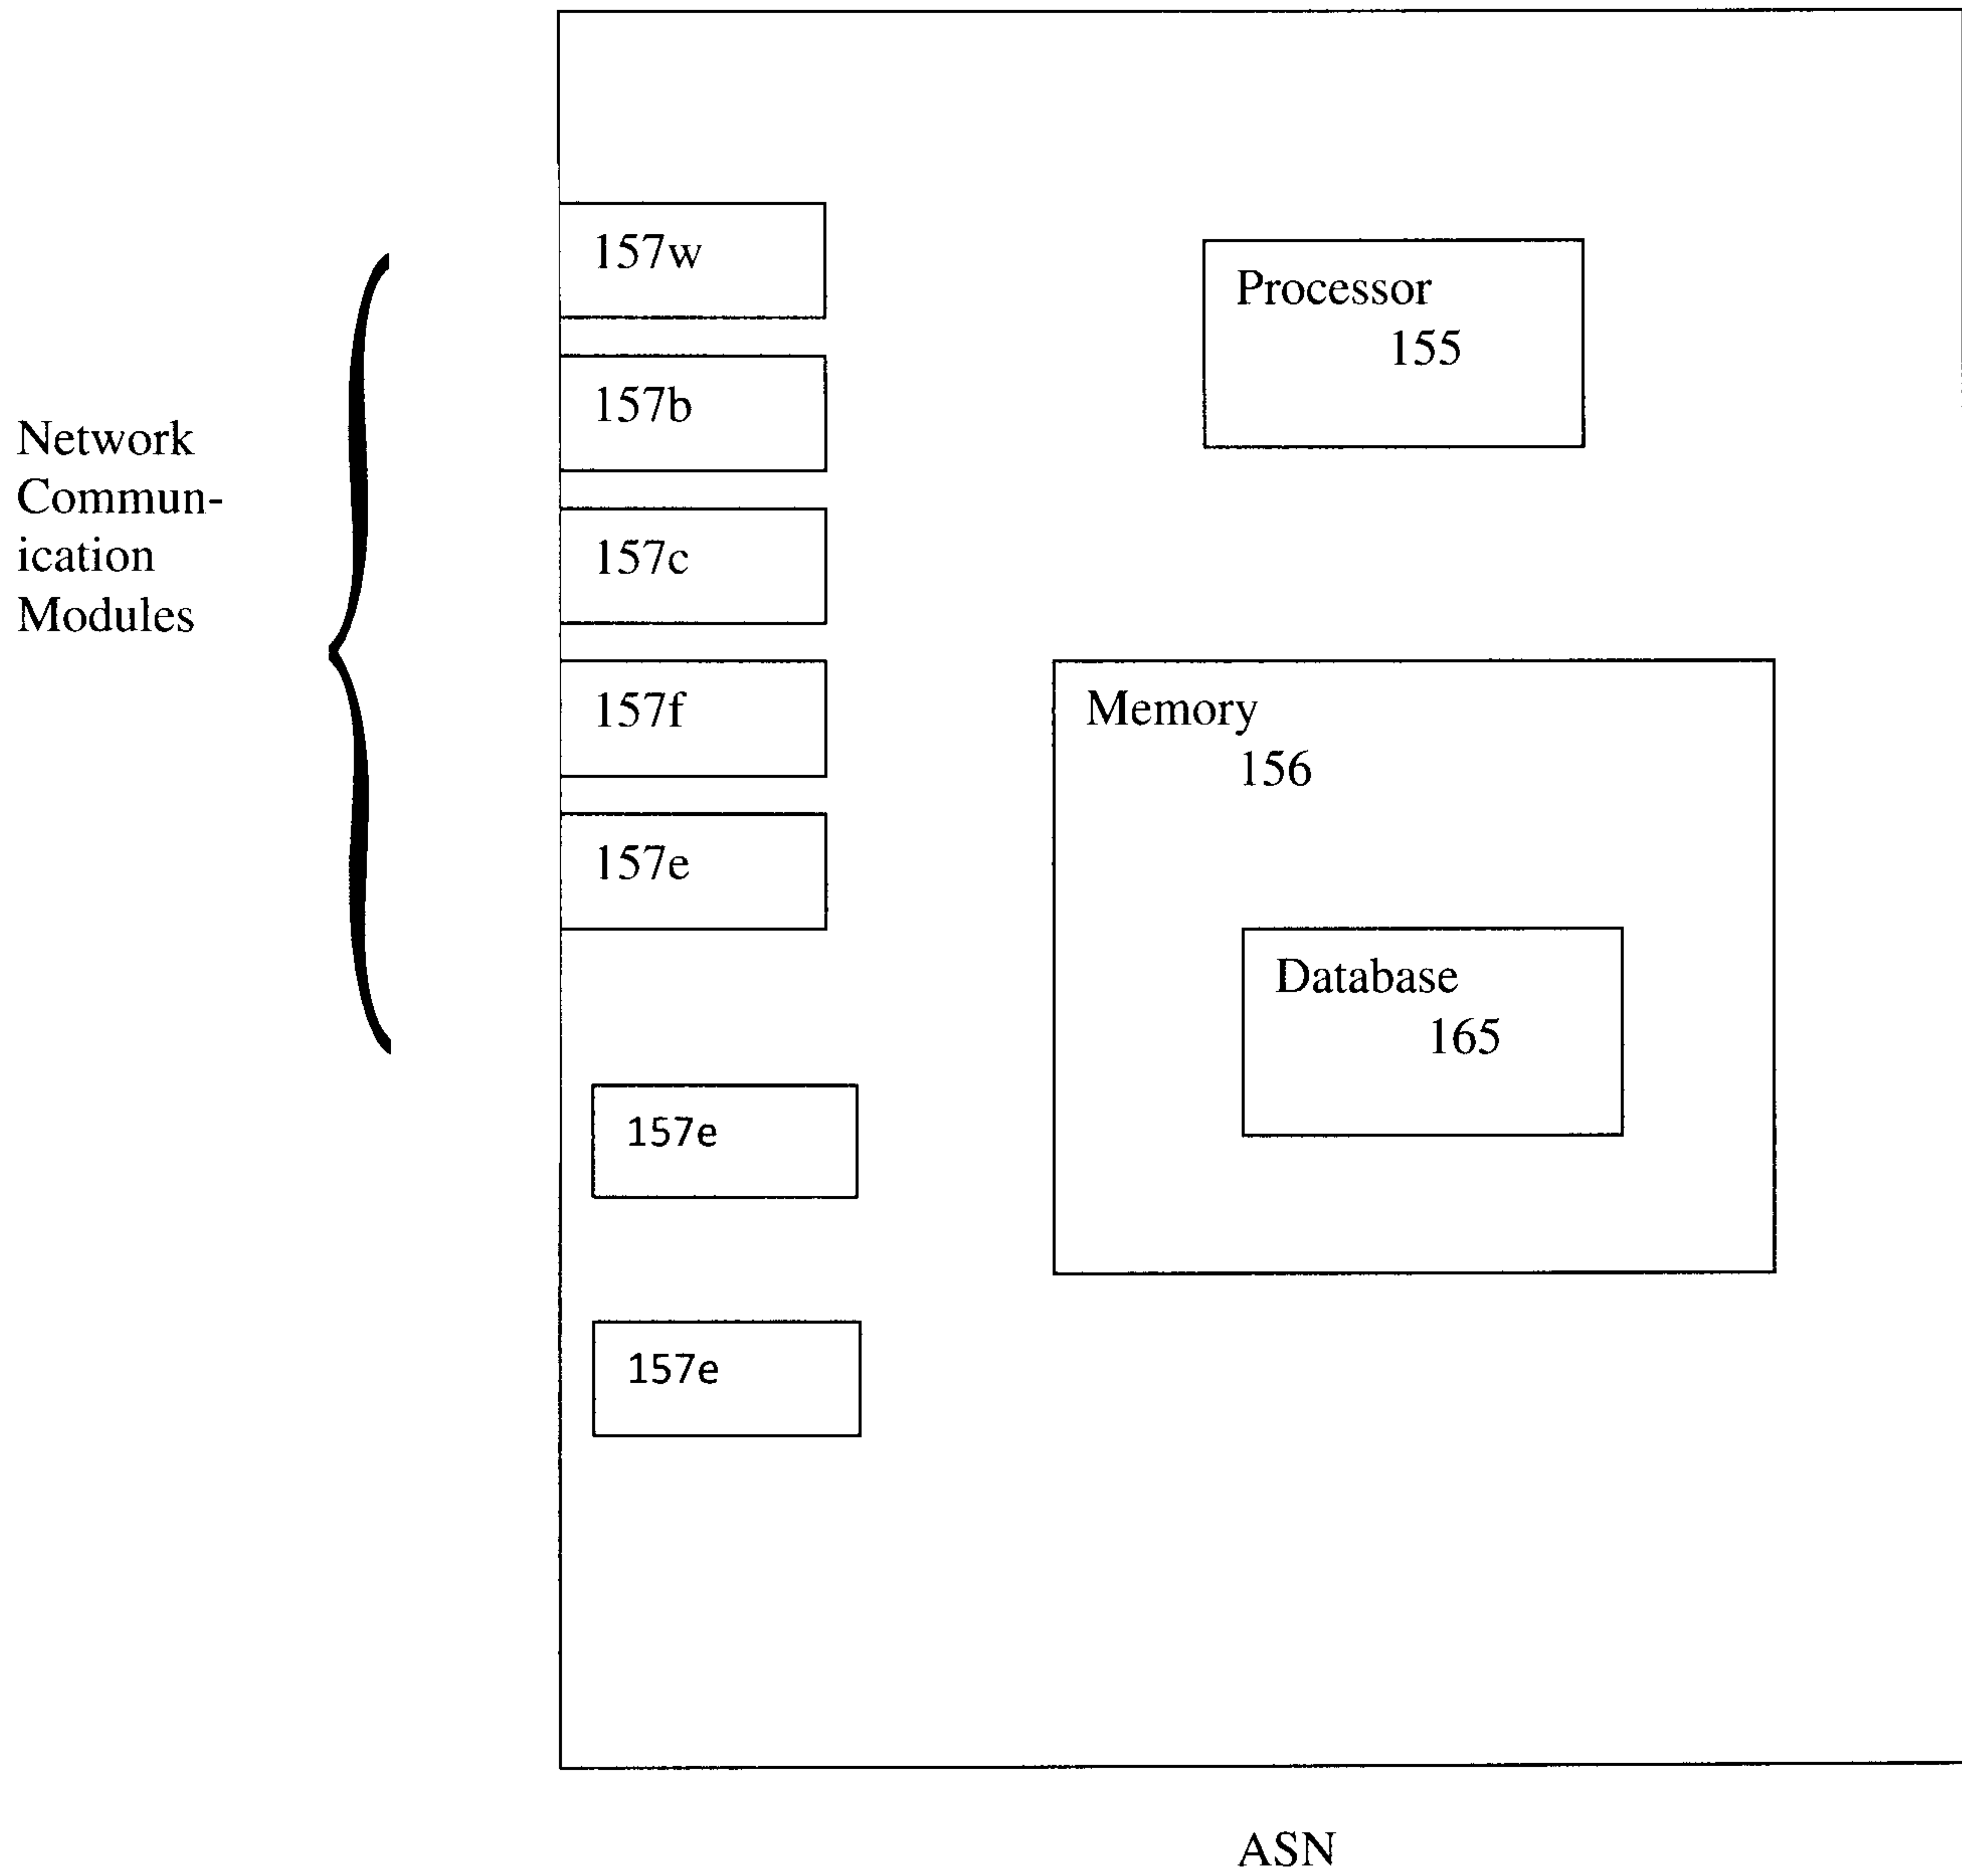 Network
Commun-
ication
Modules
157w
157b
157c
157f
157e
157e
157e
Processor
155
Memory
156
Database
165
ASN